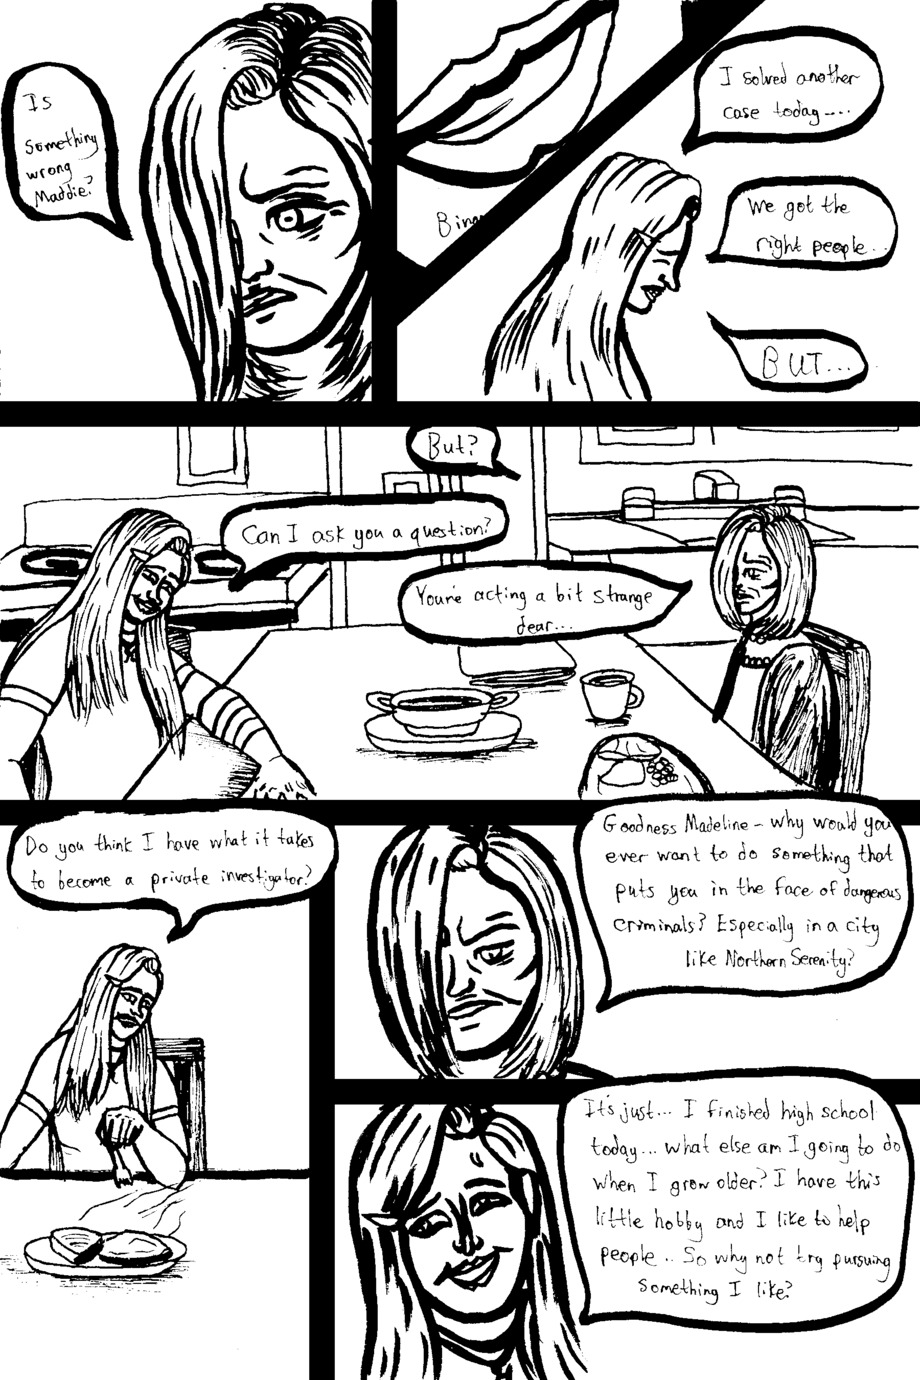 Is
something
wrong
Maddie?
I solved another
case today....
We got the
right people...
BUT...
But?
Can I ask you a question?
You're acting a bit strange
dear...
Do you think I have what it takes
to become a private investigator?
Goodness Madeline - why would you
ever want to do something that
puts you in the face of dangerous
criminals? Especially in a city
like Northern Serenity?
It's just... I finished high school
today... what else am I going to do
when I grow older? I have this
little hobby and I like to help
people... So why not try pursuing
something I like?